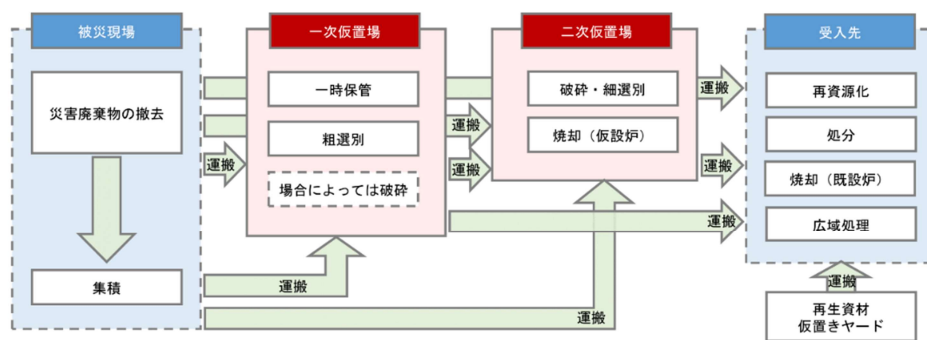 被災現場
災害廃棄物の撤去
集積
運搬
運搬
運搬
一次仮置場
一時保管
粗選別
場合によっては破砕
運搬
運搬
運搬
二次仮置場
破砕・細選別
焼却（仮設炉）
運搬
運搬
受入先
再資源化
処分
焼却（既設炉）
広域処理
運搬
再生資材
仮置きヤード